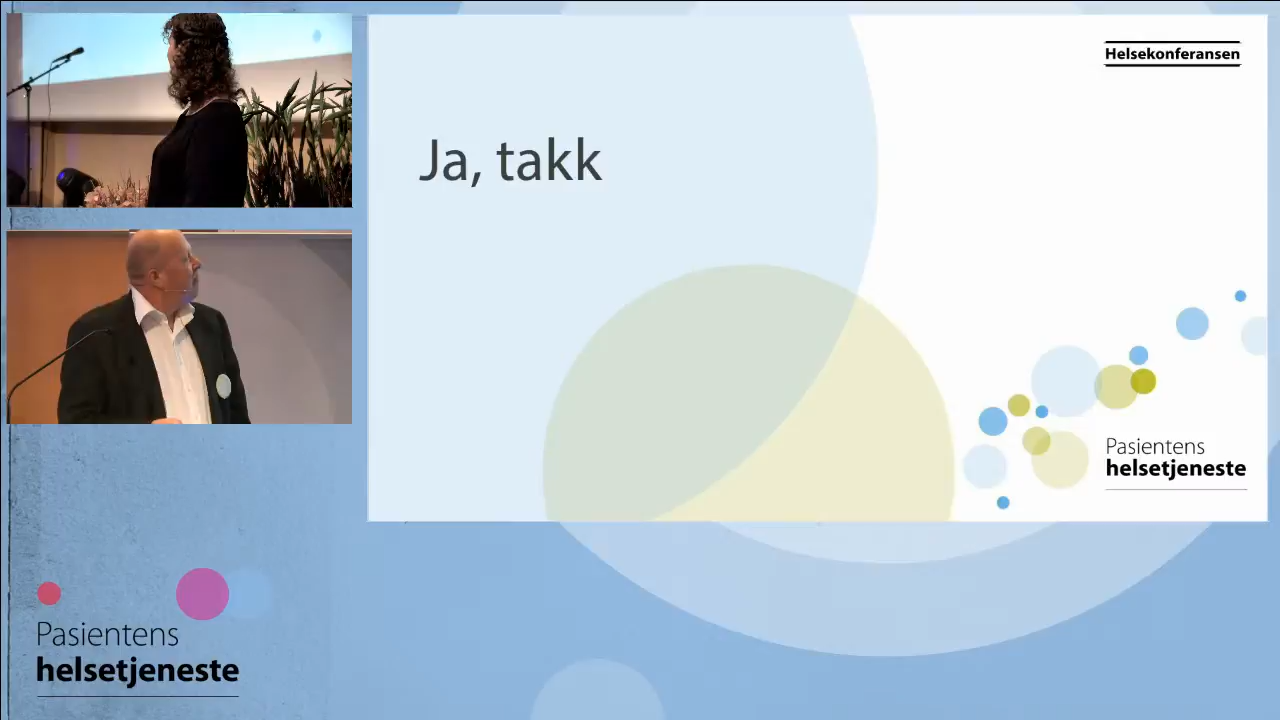 Helsekonferansen
Ja, takk
Pasientens
helsetjeneste
Pasientens
helsetjeneste